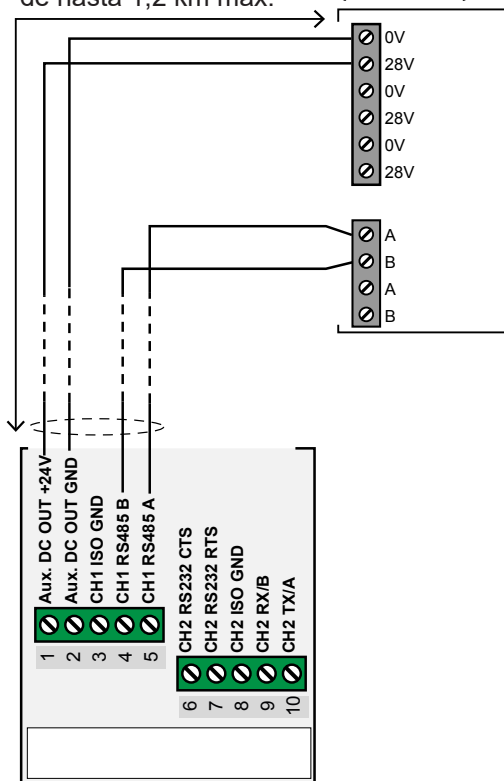 de hasta 1,2 km máx.
0V
28V
0V
28V
0V
28V
A
B
A
B
Aux. DC OUT +24V
Aux. DC OUT GND
CH1 ISO GND
CH1 RS485 B
CH1 RS485 A
1
2
3
4
5
CH2 RS232 CTS
CH2 RS232 RTS
CH2 ISO GND
CH2 RX/B
CH2 TX/A
6
7
8
9
10